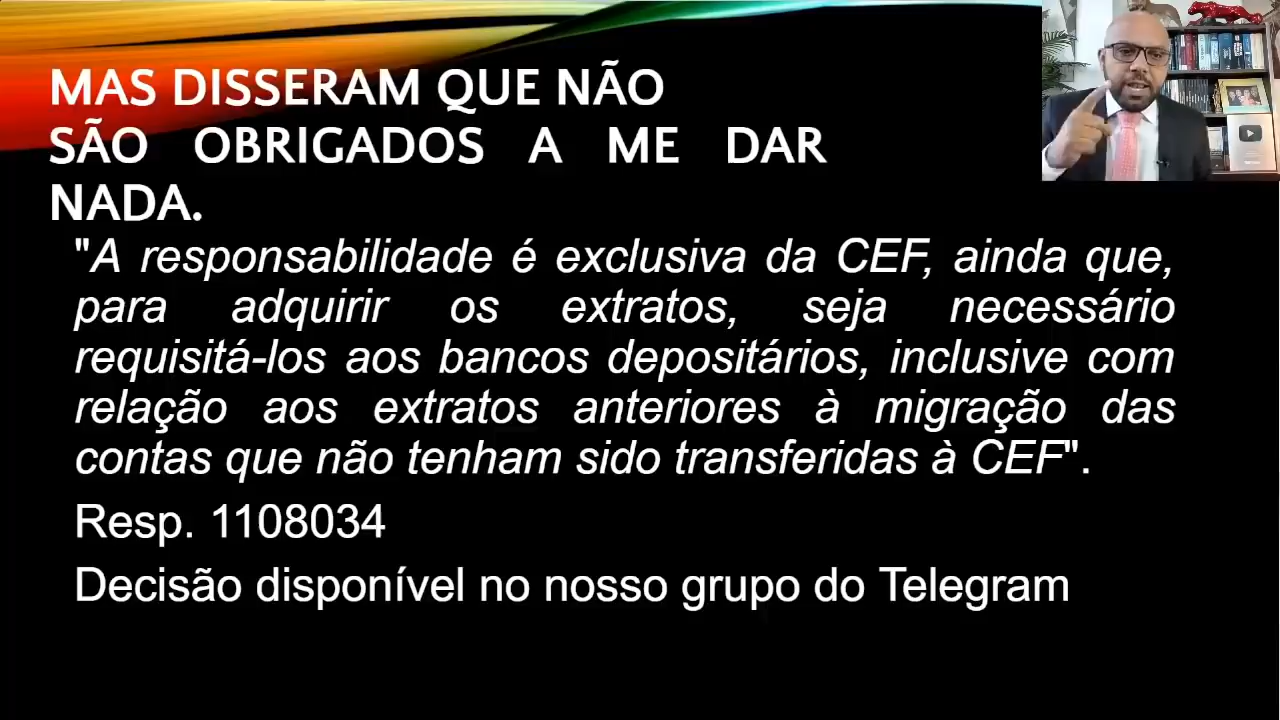 MAS DISSERAM QUE NÃO
SÃO OBRIGADOS A ME DAR
NADA.
"A responsabilidade é exclusiva da CEF, ainda que,
para adquirir os extratos, seja necessário
requisitá-los aos bancos depositários, inclusive com
relação aos extratos anteriores à migração das
contas que não tenham sido transferidas à CEF".
Resp. 1108034
Decisão disponível no nosso grupo do Telegram